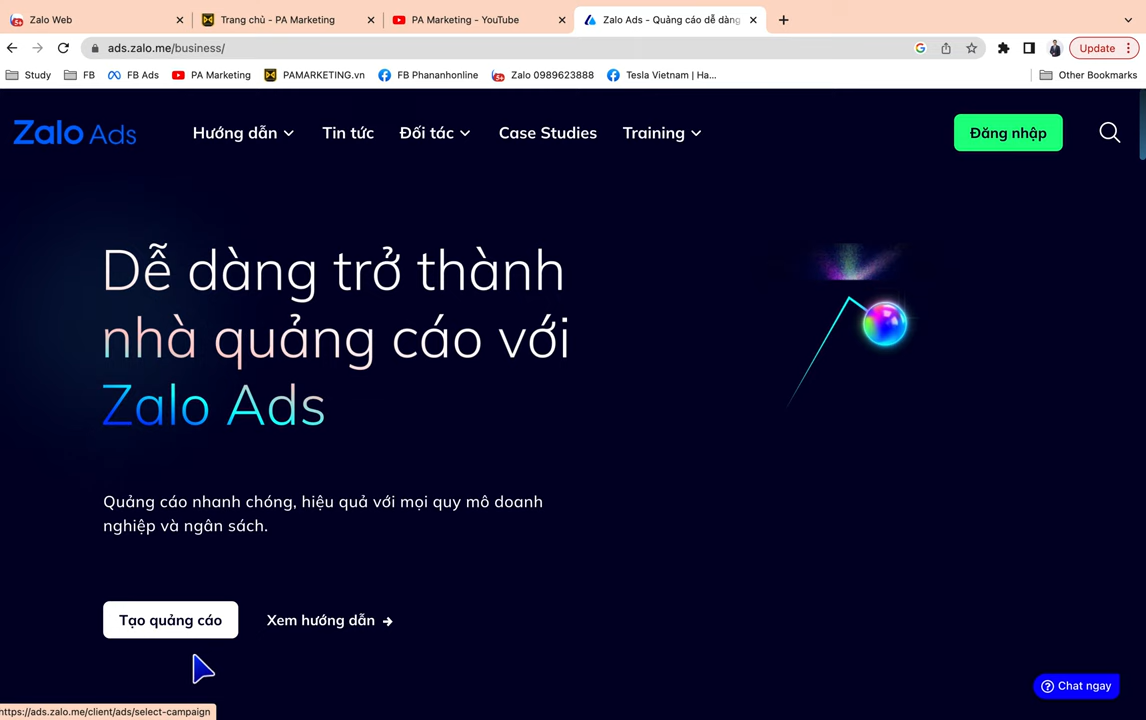 Zalo Web
Trang chủ - PA Marketing
PA Marketing - YouTube
Zalo Ads - Quảng cáo dễ dàng
ads.zalo.me/business/
Update
Study
FB
FB Ads
PA Marketing
PAMARKETING.vn
FB Phananhonline
Zalo 0989623888
Tesla Vietnam | Ha...
Other Bookmarks
Zalo Ads
Hướng dẫn
Tin tức
Đối tác
Case Studies
Training
Đăng nhập
Dễ dàng trở thành
nhà quảng cáo với
Zalo Ads
Quảng cáo nhanh chóng, hiệu quả với mọi quy mô doanh
nghiệp và ngân sách.
Tạo quảng cáo
Xem hướng dẫn
Chat ngay
https://ads.zalo.me/client/ads/select-campaign